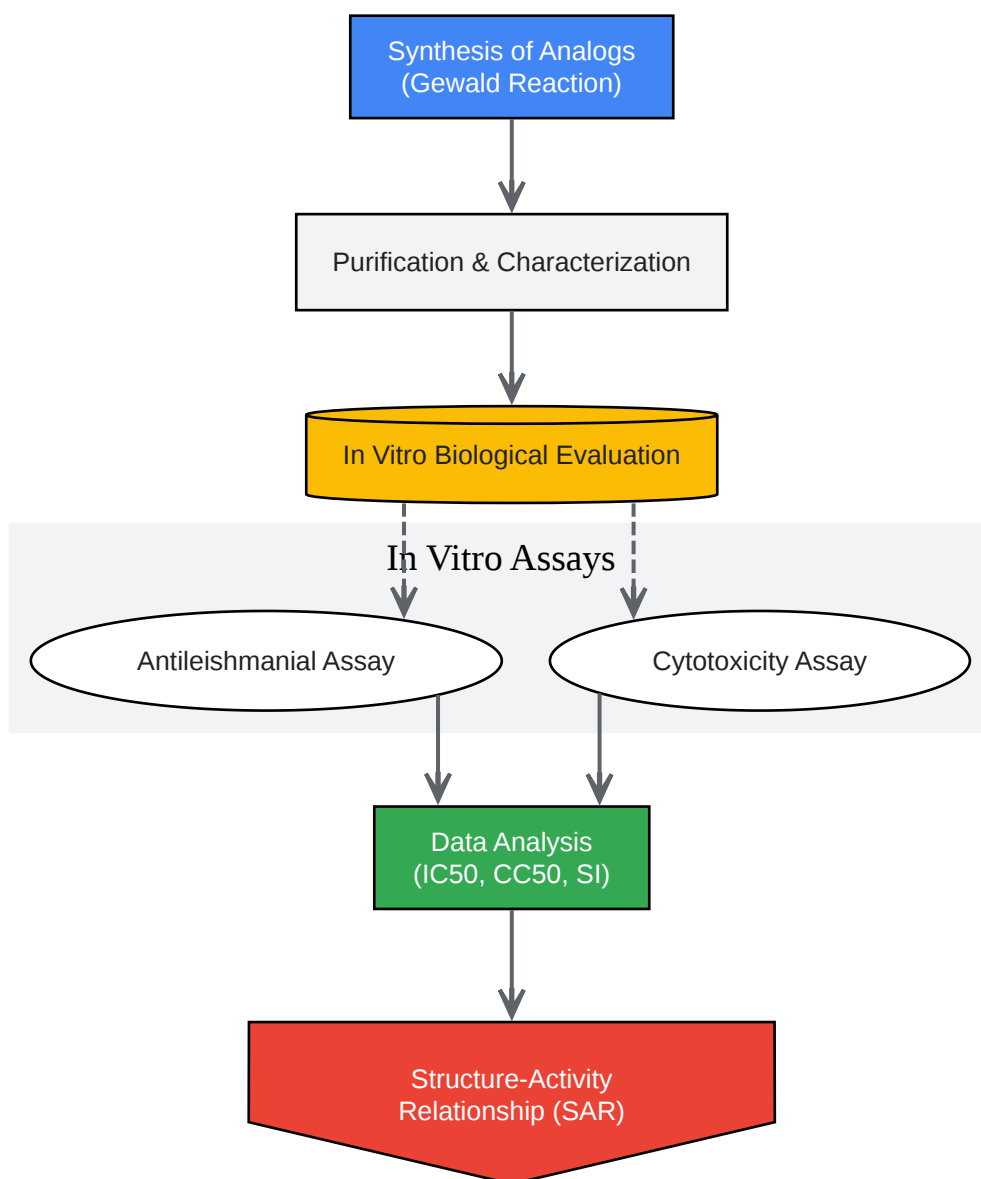 Synthesis of Analogs
(Gewald Reaction)
Purification & Characterization
In Vitro Biological Evaluation
In Vitro Assays
Antileishmanial Assay
Cytotoxicity Assay
Data Analysis
(IC50, CC50, SI)
Structure-Activity
Relationship (SAR)